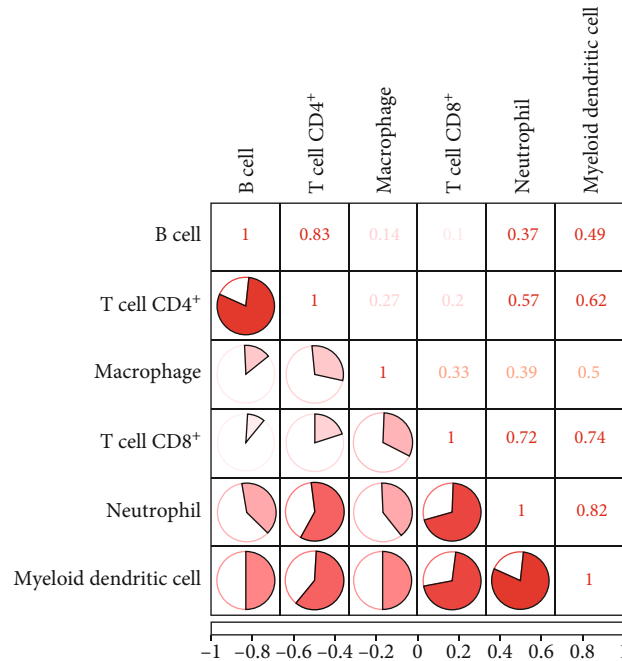 B cell
T cell CD4⁺
Macrophage
T cell CD8⁺
Neutrophil
Myeloid dendritic cell
B cell 1 0.83 0.14 0.1 0.37 0.49
T cell CD4⁺ 1 0.27 0.2 0.57 0.62
Macrophage 1 0.33 0.39 0.5
T cell CD8⁺ 1 0.72 0.74
Neutrophil 1 0.82
Myeloid dendritic cell 1
−1 −0.8 −0.6 −0.4 −0.2 0 0.2 0.4 0.6 0.8 1